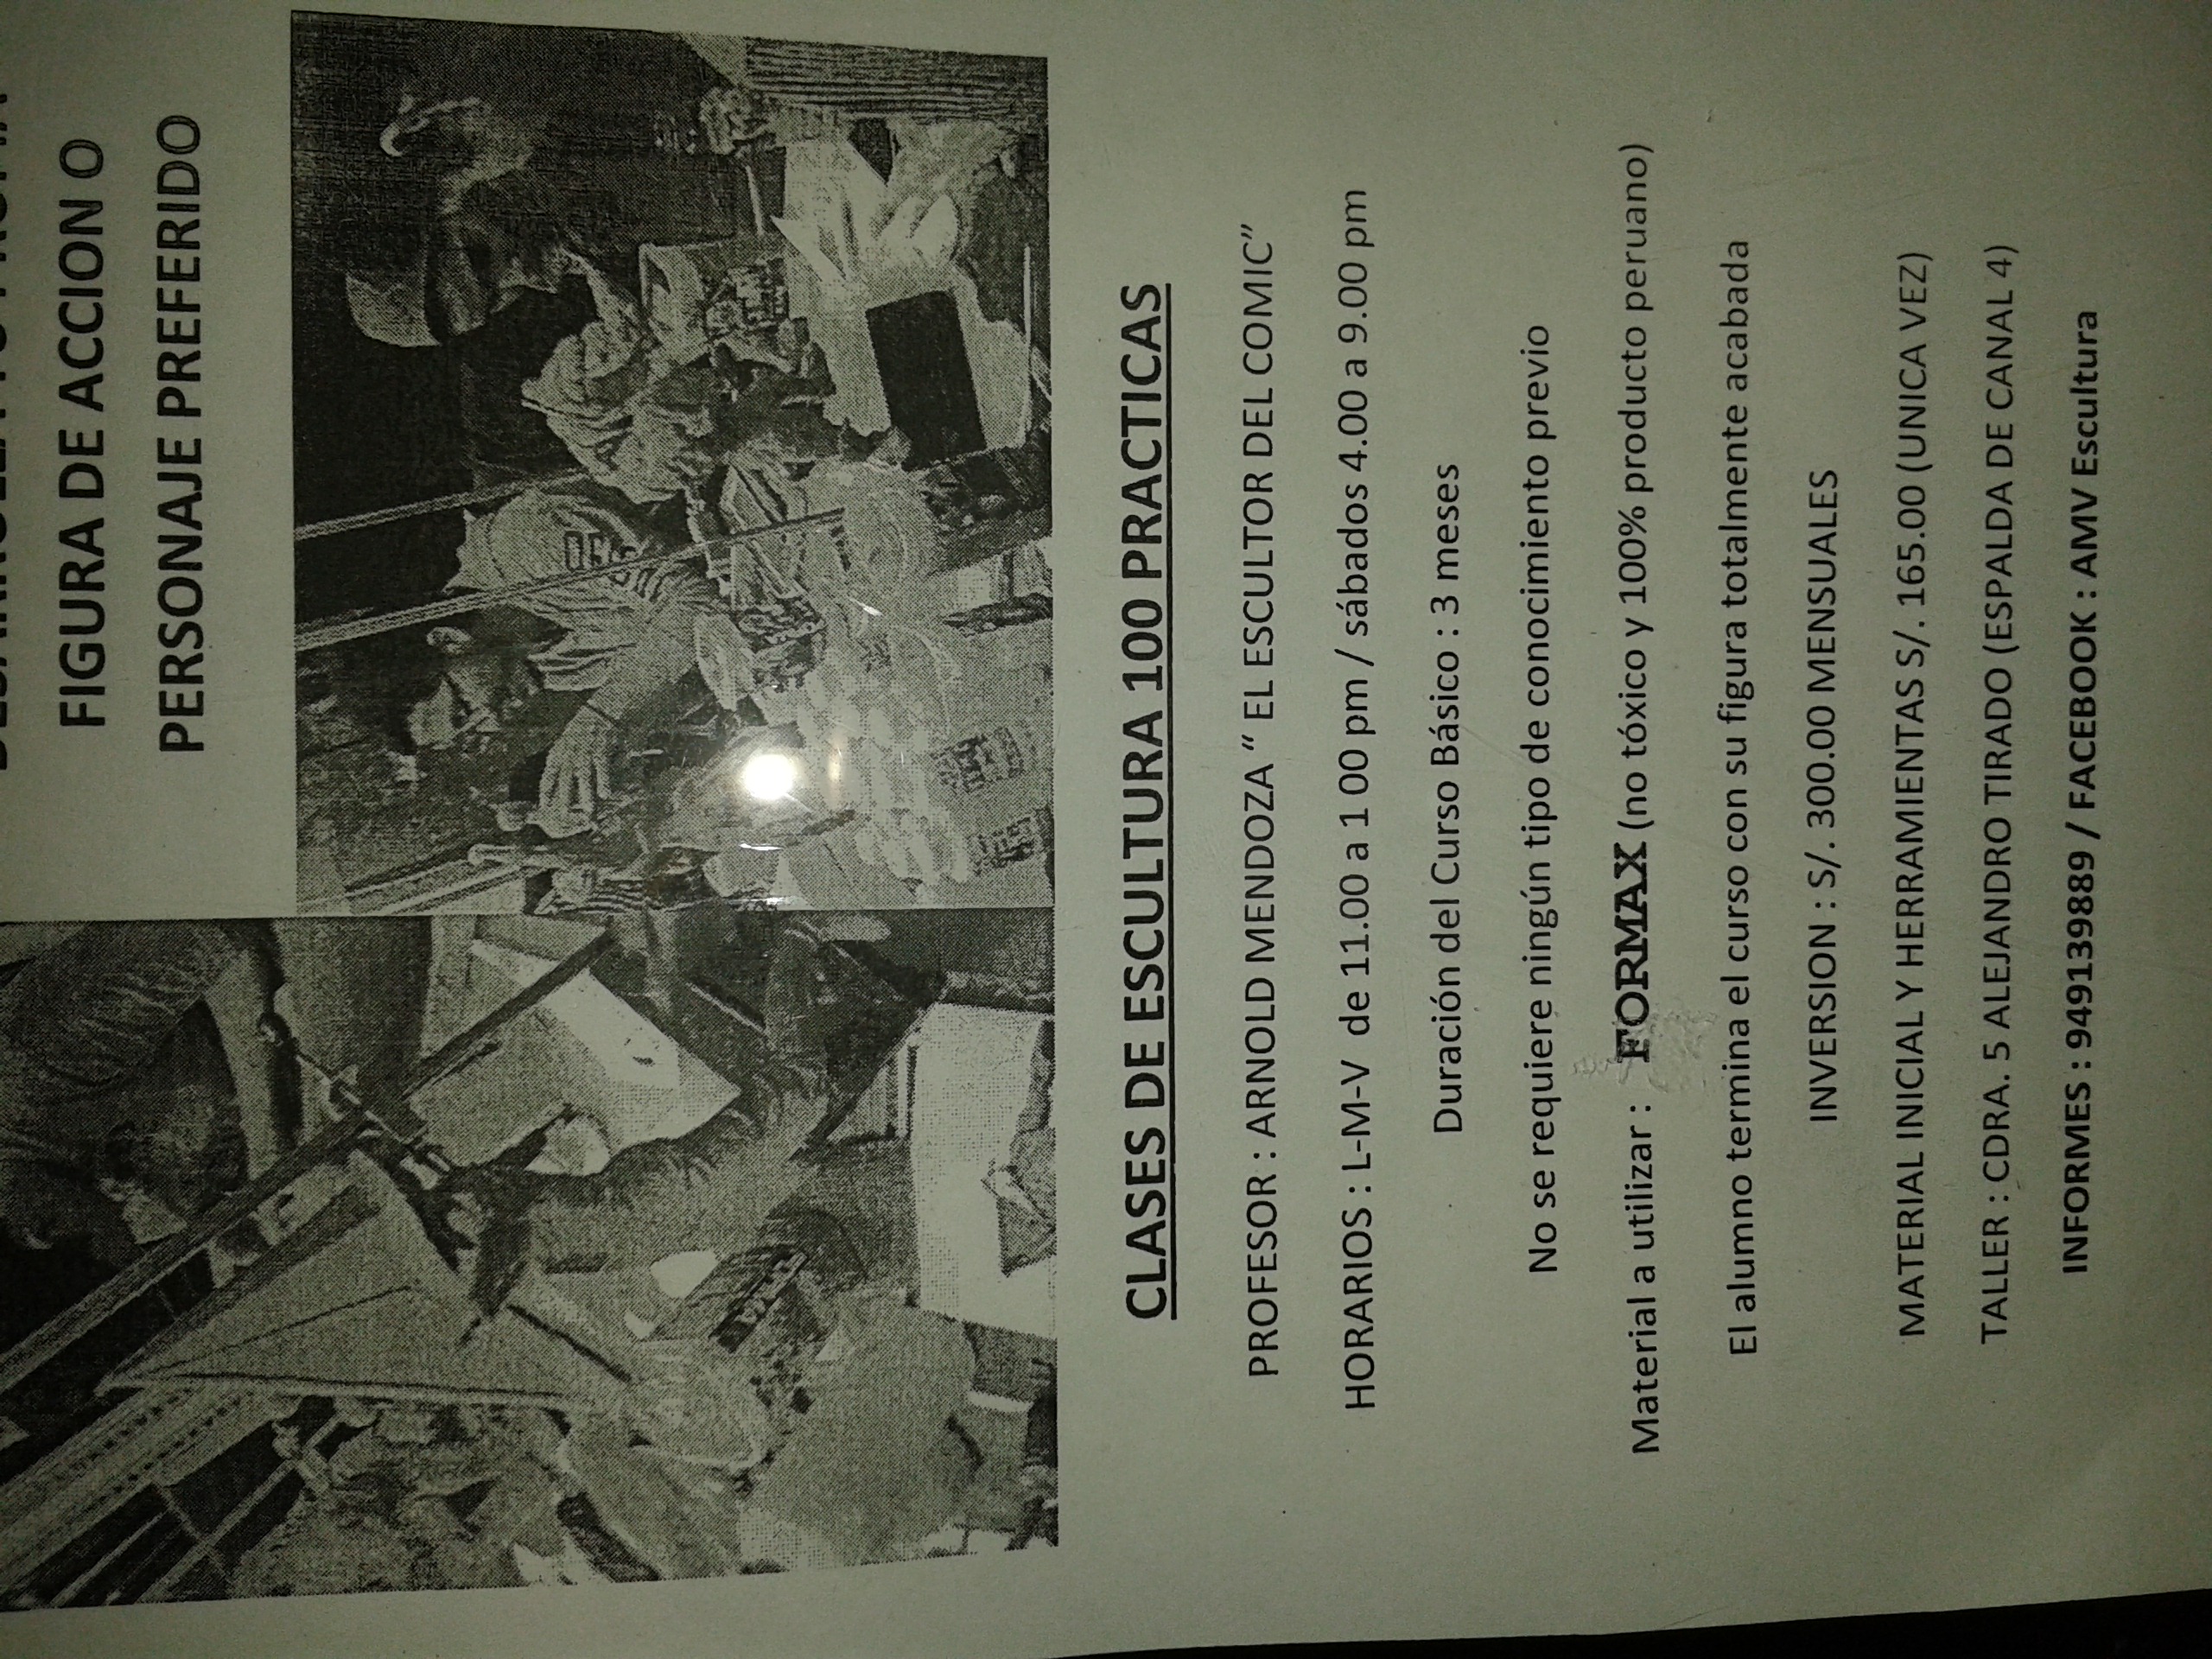 DESARROLLA TU PROPIA
FIGURA DE ACCION O
PERSONAJE PREFERIDO
CLASES DE ESCULTURA 100 PRACTICAS
PROFESOR : ARNOLD MENDOZA “ EL ESCULTOR DEL COMIC”
HORARIOS : L-M-V de 11.00 a 1 00 pm / sábados 4.00 a 9.00 pm
Duración del Curso Básico : 3 meses
No se requiere ningún tipo de conocimiento previo
Material a utilizar : FORMAX (no tóxico y 100% producto peruano)
El alumno termina el curso con su figura totalmente acabada
INVERSION : S/. 300.00 MENSUALES
MATERIAL INICIAL Y HERRAMIENTAS S/. 165.00 (UNICA VEZ)
TALLER : CDRA. 5 ALEJANDRO TIRADO (ESPALDA DE CANAL 4)
INFORMES : 949139889 / FACEBOOK : AMV Escultura